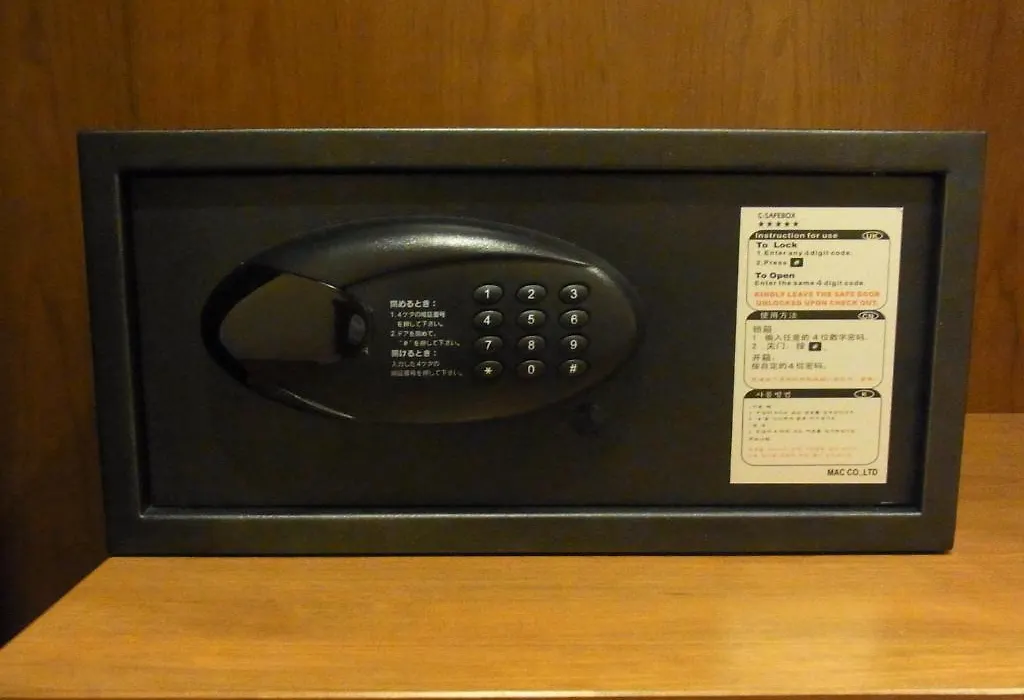 閉めるとき:
1.4ケタの暗証番号
を押して下さい。
2.ドアを閉めて、
"#"を押して下さい。
開けるとき:
入力した4ケタの
暗証番号を押して下さい。
1 2 3
4 5 6
7 8 9
* 0 #
C-SAFEBOX
★★★★★
Instruction for use UK
To Lock
1.Enter any 4 digit code.
2.Press #
To Open
Enter the same 4 digit code
KINDLY LEAVE THE SAFE DOOR
UNLOCKED UPON CHECK OUT.
使用方法 CN
锁箱
1 输入任意的 4 位数字密码.
2 关门. 按 #
开箱.
按自定的4 位密码.
사용방법 K
MAC CO.,LTD